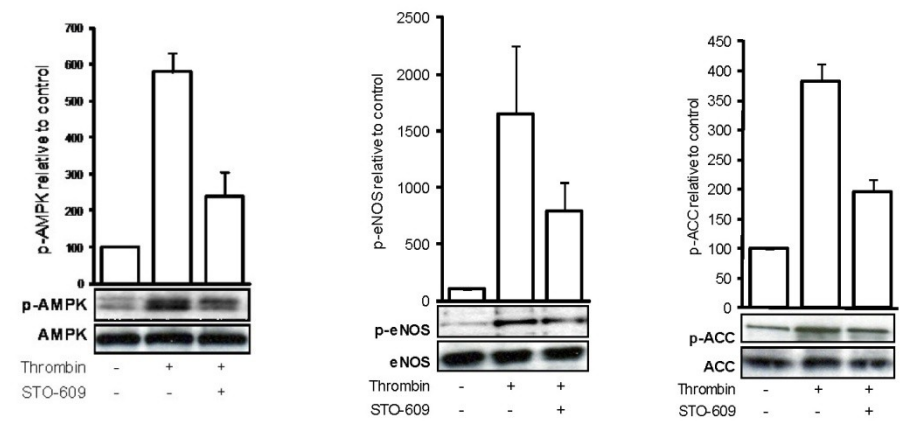 700
600
500
400
300
200
100
0
p-AMPK relative to control
p-AMPK
AMPK
Thrombin - + +
STO-609 - - +
2500
2000
1500
1000
500
0
p-eNOS relative to control
p-eNOS
eNOS
Thrombin - + +
STO-609 - - +
450
400
350
300
250
200
150
100
50
0
p-ACC relative to control
p-ACC
ACC
Thrombin - + +
STO-609 - - +